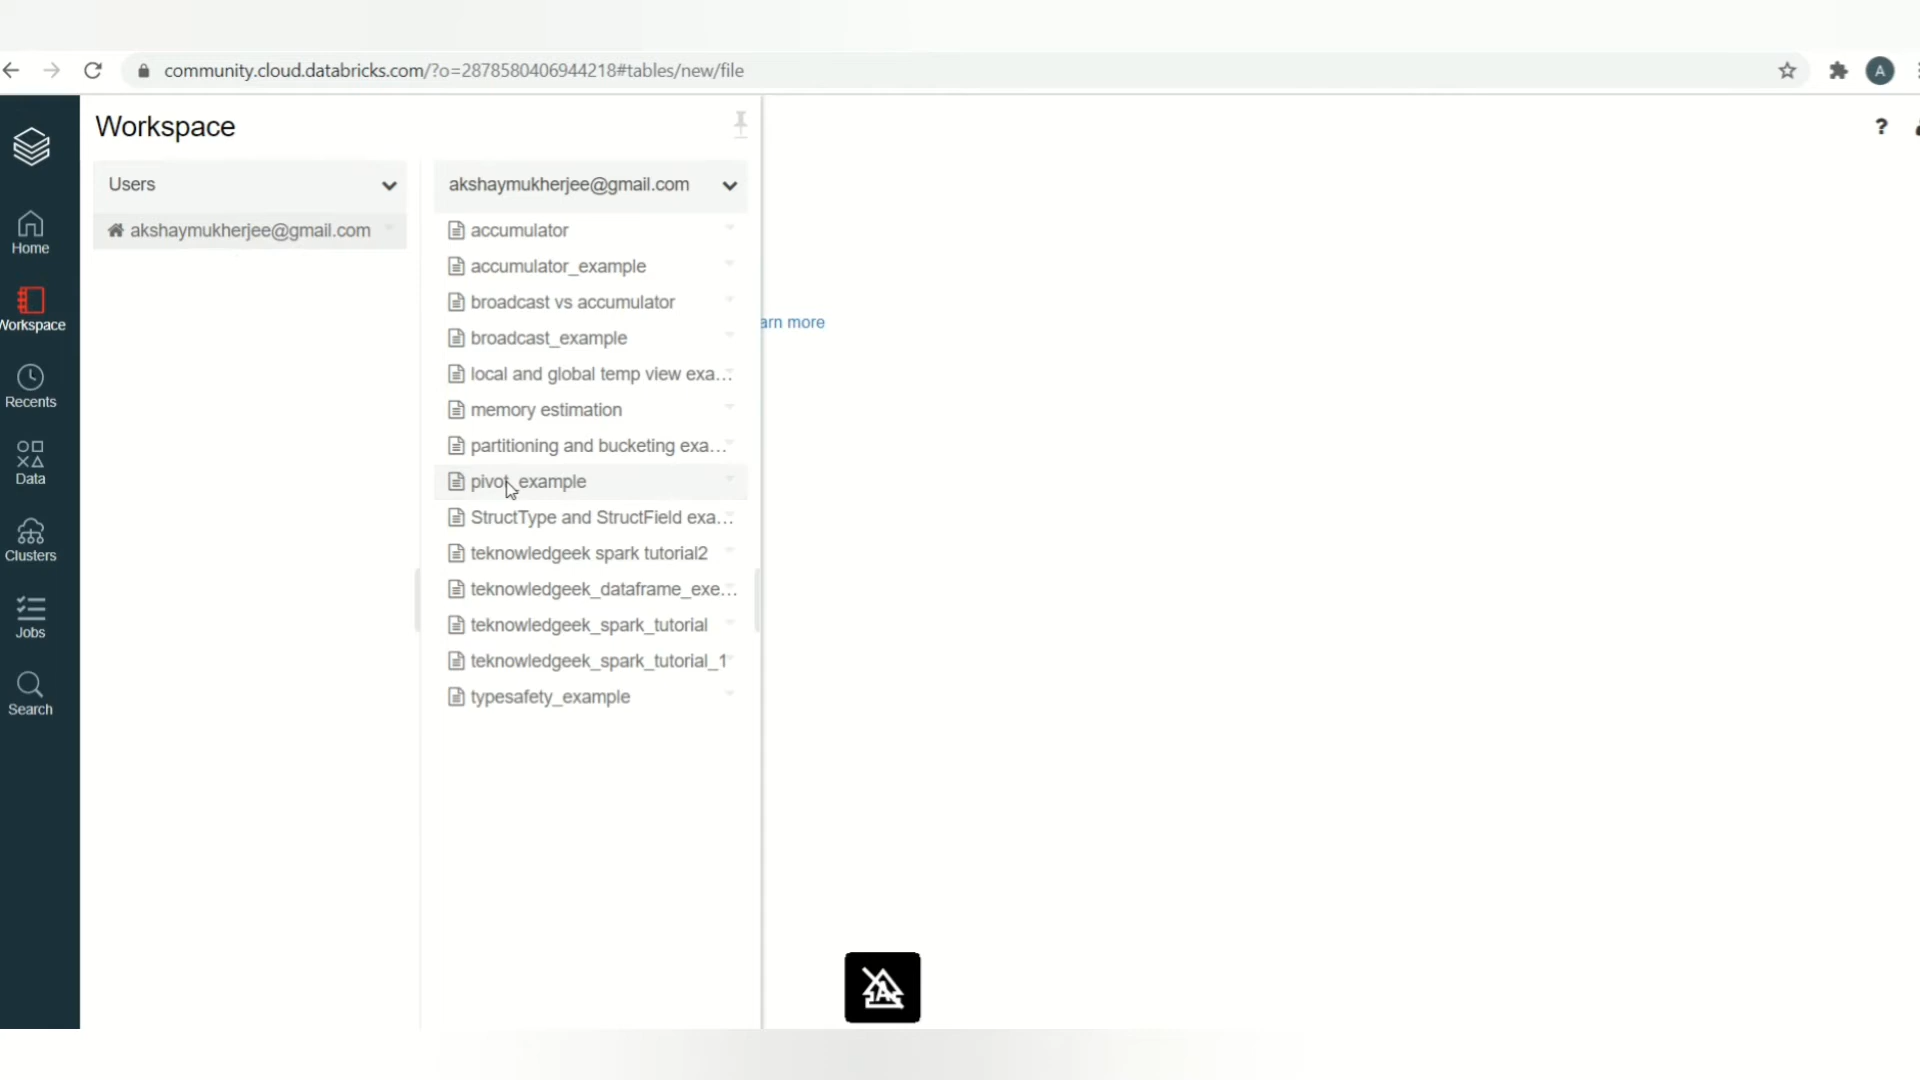 community.cloud.databricks.com/?o=2878580406944218#tables/new/file
A
Workspace
?
Users
akshaymukherjee@gmail.com
akshaymukherjee@gmail.com
accumulator
accumulator_example
broadcast vs accumulator
broadcast_example
local and global temp view exa...
memory estimation
partitioning and bucketing exa...
pivot_example
StructType and StructField exa...
teknowledgeek spark tutorial2
teknowledgeek_dataframe_exe...
teknowledgeek_spark_tutorial
teknowledgeek_spark_tutorial_1
typesafety_example
Home
Workspace
Recents
Data
Clusters
Jobs
Search
arn more